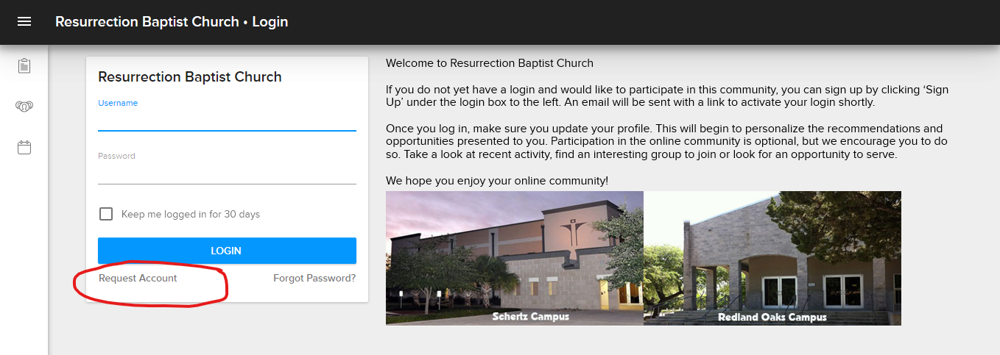 Resurrection Baptist Church • Login
Resurrection Baptist Church
Username
Password
Keep me logged in for 30 days
LOGIN
Request Account
Forgot Password?
Welcome to Resurrection Baptist Church
If you do not yet have a login and would like to participate in this community, you can sign up by clicking ‘Sign
Up’ under the login box to the left. An email will be sent with a link to activate your login shortly.
Once you log in, make sure you update your profile. This will begin to personalize the recommendations and
opportunities presented to you. Participation in the online community is optional, but we encourage you to do
so. Take a look at recent activity, find an interesting group to join or look for an opportunity to serve.
We hope you enjoy your online community!
Schertz Campus
Redland Oaks Campus